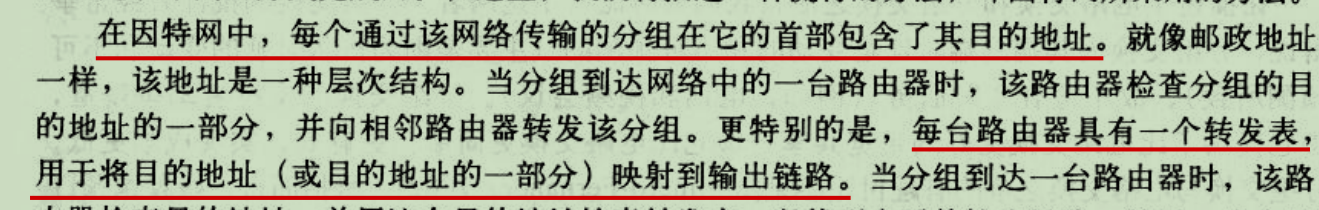 在因特网中，每个通过该网络传输的分组在它的首部包含了其目的地址。就像邮政地址
一样，该地址是一种层次结构。当分组到达网络中的一台路由器时，该路由器检查分组的目
的地址的一部分，并向相邻路由器转发该分组。更特别的是，每台路由器具有一个转发表，
用于将目的地址（或目的地址的一部分）映射到输出链路。当分组到达一台路由器时，该路